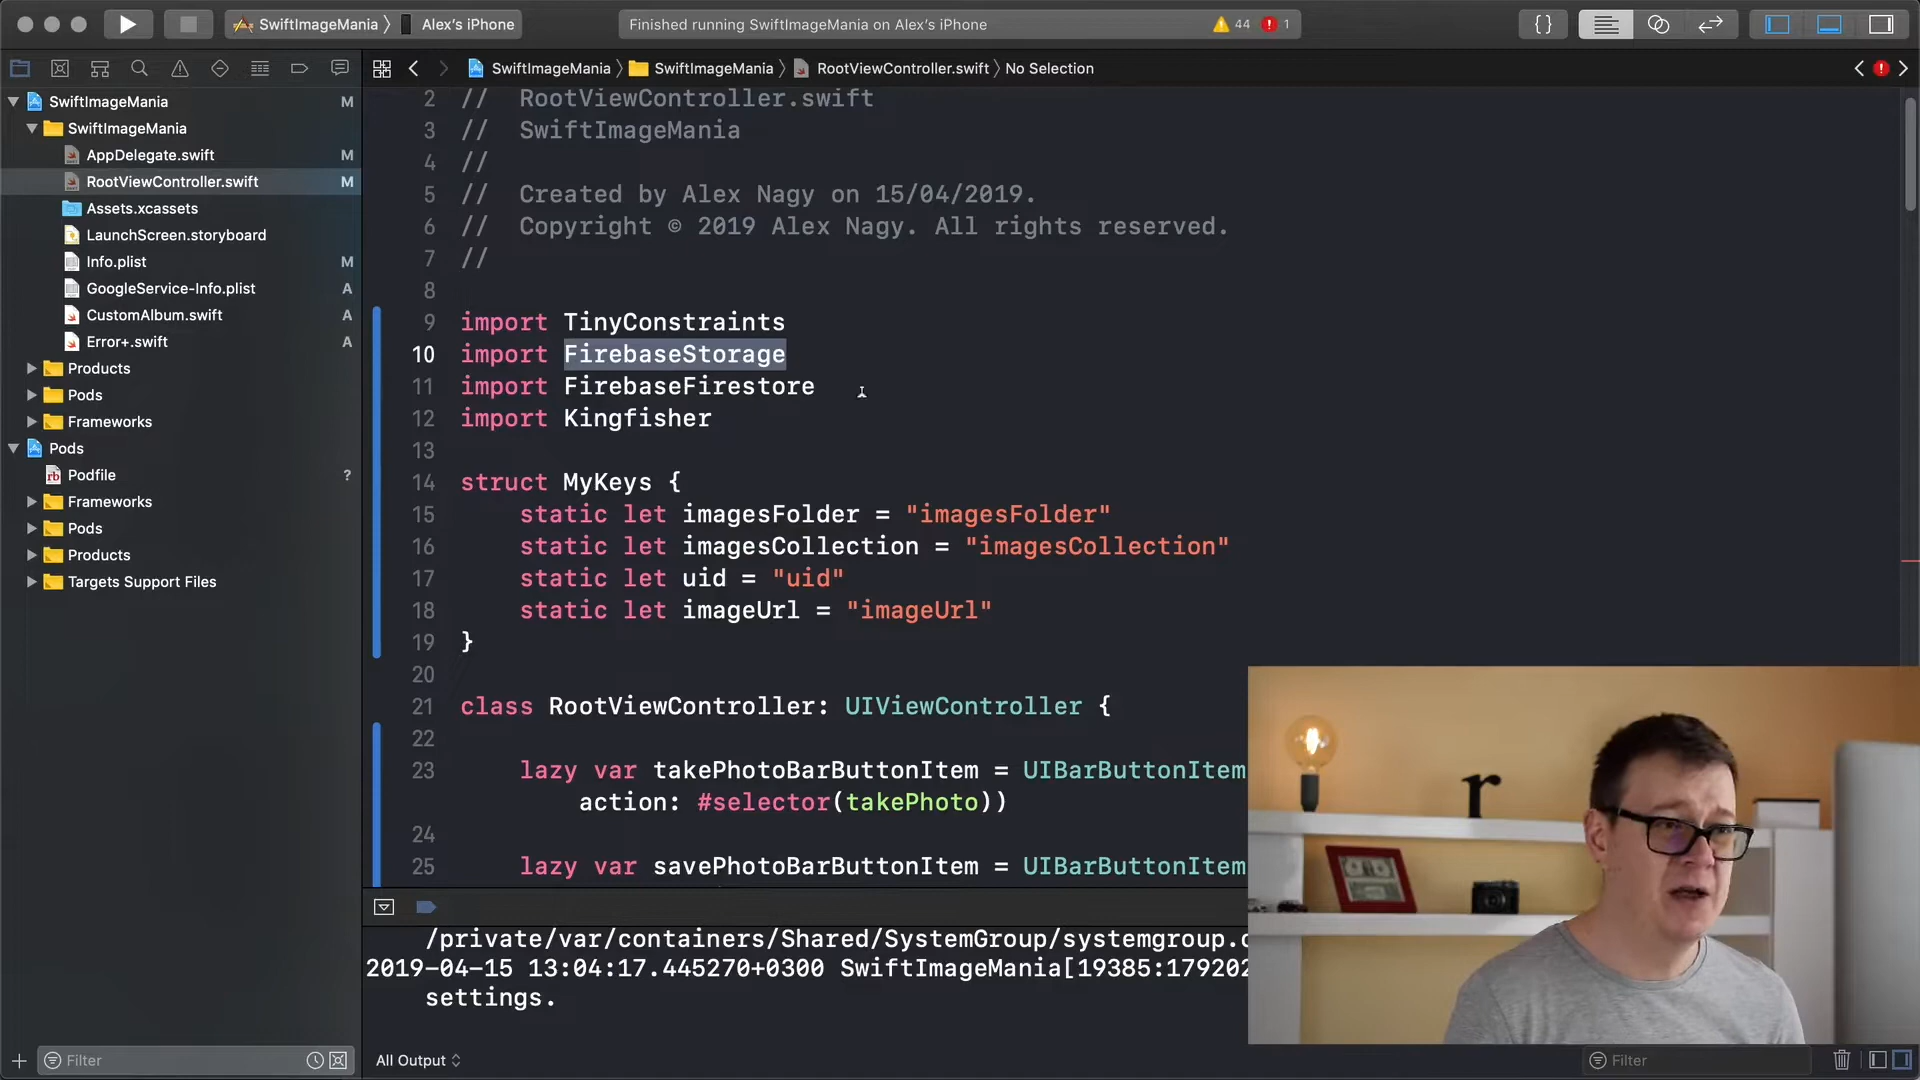 SwiftImageMania 〉 Alex's iPhone
Finished running SwiftImageMania on Alex's iPhone
44
1
SwiftImageMania 〉 SwiftImageMania 〉 RootViewController.swift 〉 No Selection
SwiftImageMania M
SwiftImageMania
AppDelegate.swift M
RootViewController.swift M
Assets.xcassets
LaunchScreen.storyboard
Info.plist M
GoogleService-Info.plist A
CustomAlbum.swift A
Error+.swift A
Products
Pods
Frameworks
Pods
Podfile ?
Frameworks
Pods
Products
Targets Support Files
Filter
2 //  RootViewController.swift
3 //  SwiftImageMania
4 //
5 //  Created by Alex Nagy on 15/04/2019.
6 //  Copyright © 2019 Alex Nagy. All rights reserved.
7 //
8
9 import TinyConstraints
10 import FirebaseStorage
11 import FirebaseFirestore
12 import Kingfisher
13
14 struct MyKeys {
15     static let imagesFolder = "imagesFolder"
16     static let imagesCollection = "imagesCollection"
17     static let uid = "uid"
18     static let imageUrl = "imageUrl"
19 }
20
21 class RootViewController: UIViewController {
22
23     lazy var takePhotoBarButtonItem = UIBarButtonItem
action: #selector(takePhoto))
24
25     lazy var savePhotoBarButtonItem = UIBarButtonItem
/private/var/containers/Shared/SystemGroup/systemgroup.
2019-04-15 13:04:17.445270+0300 SwiftImageMania[19385:179202
settings.
All Output
Filter